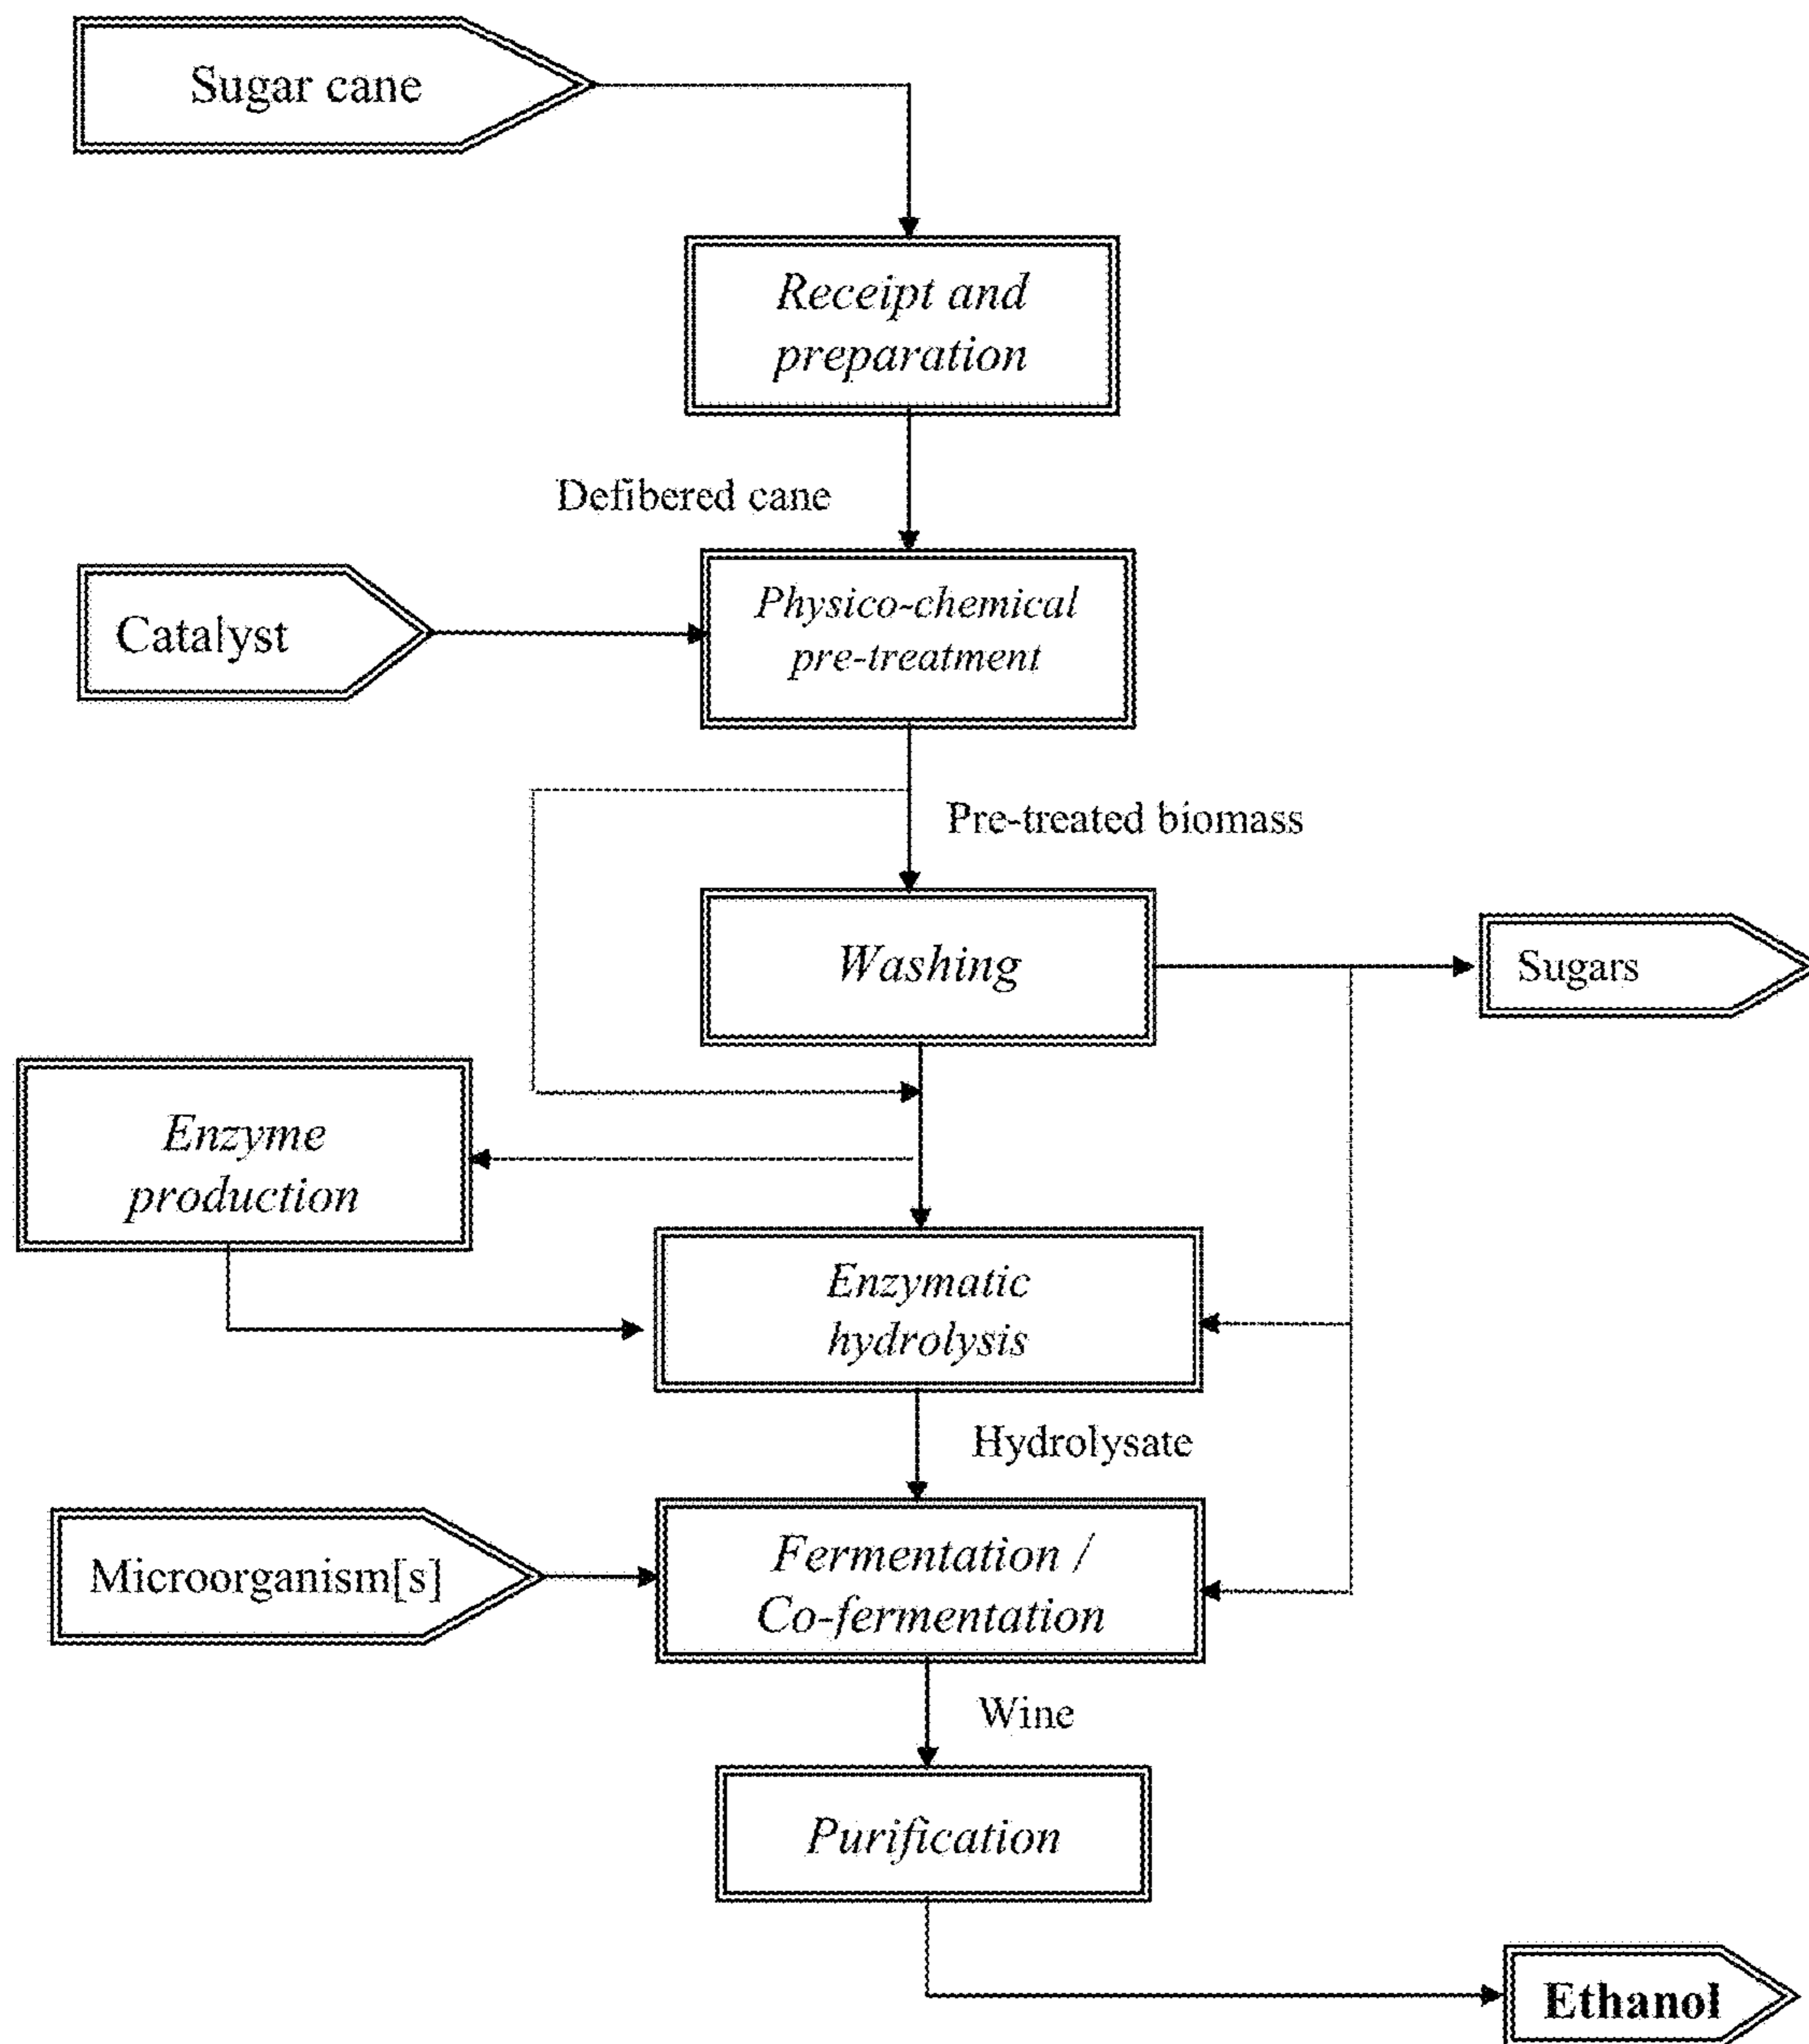 Sugar cane
Receipt and
preparation
Defibered cane
Catalyst
Physico-chemical
pre-treatment
Pre-treated biomass
Washing
Sugars
Enzyme
production
Enzymatic
hydrolysis
Hydrolysate
Microorganism[s]
Fermentation /
Co-fermentation
Wine
Purification
Ethanol